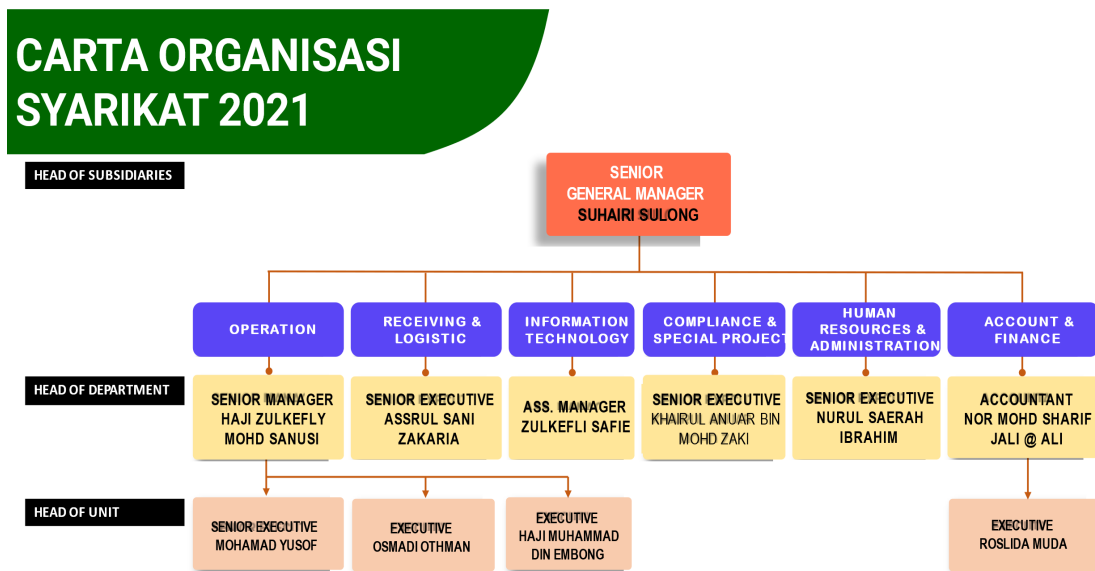 CARTA ORGANISASI
SYARIKAT 2021
HEAD OF SUBSIDIARIES
SENIOR
GENERAL MANAGER
SUHAIRI SULONG
OPERATION
RECEIVING &
LOGISTIC
INFORMATION
TECHNOLOGY
COMPLIANCE &
SPECIAL PROJECT
HUMAN
RESOURCES &
ADMINISTRATION
ACCOUNT &
FINANCE
HEAD OF DEPARTMENT
SENIOR MANAGER
HAJI ZULKEFLY
MOHD SANUSI
SENIOR EXECUTIVE
ASSRUL SANI
ZAKARIA
ASS. MANAGER
ZULKEFLI SAFIE
SENIOR EXECUTIVE
KHAIRUL ANUAR BIN
MOHD ZAKI
SENIOR EXECUTIVE
NURUL SAERAH
IBRAHIM
ACCOUNTANT
NOR MOHD SHARIF
JALI @ ALI
HEAD OF UNIT
SENIOR EXECUTIVE
MOHAMAD YUSOF
EXECUTIVE
OSMADI OTHMAN
EXECUTIVE
HAJI MUHAMMAD
DIN EMBONG
EXECUTIVE
ROSLIDA MUDA